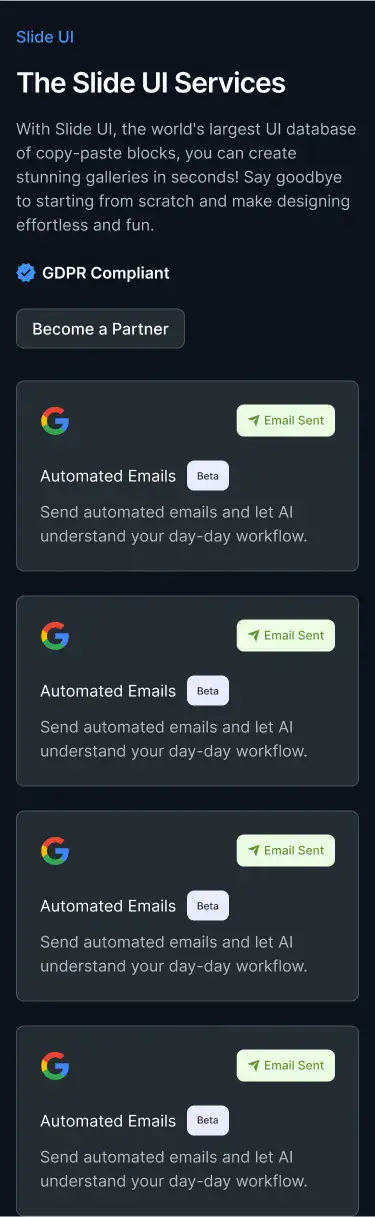 Slide UI
The Slide UI Services
With Slide UI, the world's largest UI database
of copy-paste blocks, you can create
stunning galleries in seconds! Say goodbye
to starting from scratch and make designing
effortless and fun.
GDPR Compliant
Become a Partner
Email Sent
Automated Emails Beta
Send automated emails and let AI
understand your day-day workflow.
Email Sent
Automated Emails Beta
Send automated emails and let AI
understand your day-day workflow.
Email Sent
Automated Emails Beta
Send automated emails and let AI
understand your day-day workflow.
Email Sent
Automated Emails Beta
Send automated emails and let AI
understand your day-day workflow.